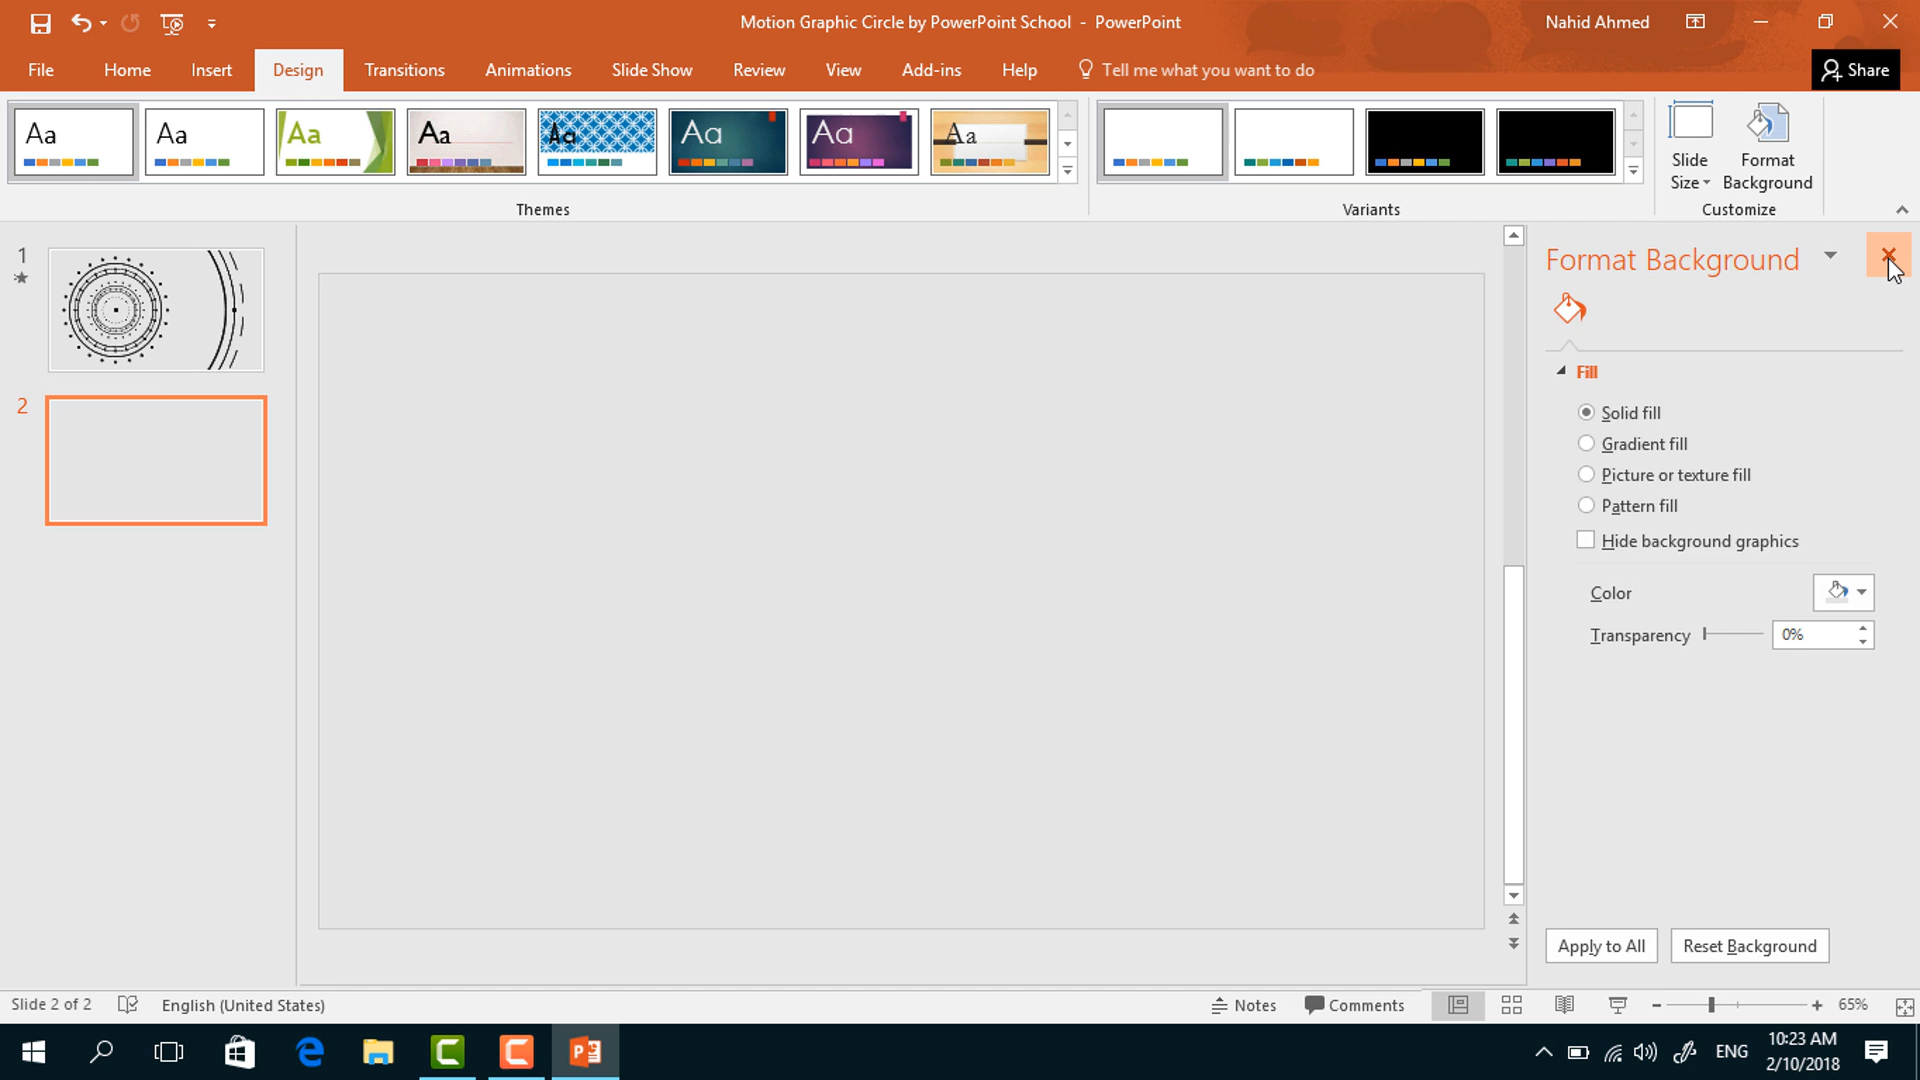 Motion Graphic Circle by PowerPoint School - PowerPoint
Nahid Ahmed
File Home Insert Design Transitions Animations Slide Show Review View Add-ins Help Tell me what you want to do Share
Aa Aa Aa Aa Aa Aa Aa Aa
Slide Size
Format Background
Themes Variants Customize
1
2
Format Background
Fill
Solid fill
Gradient fill
Picture or texture fill
Pattern fill
Hide background graphics
Color
Transparency 0%
Apply to All Reset Background
Slide 2 of 2 English (United States) Notes Comments 65%
ENG 10:23 AM
2/10/2018